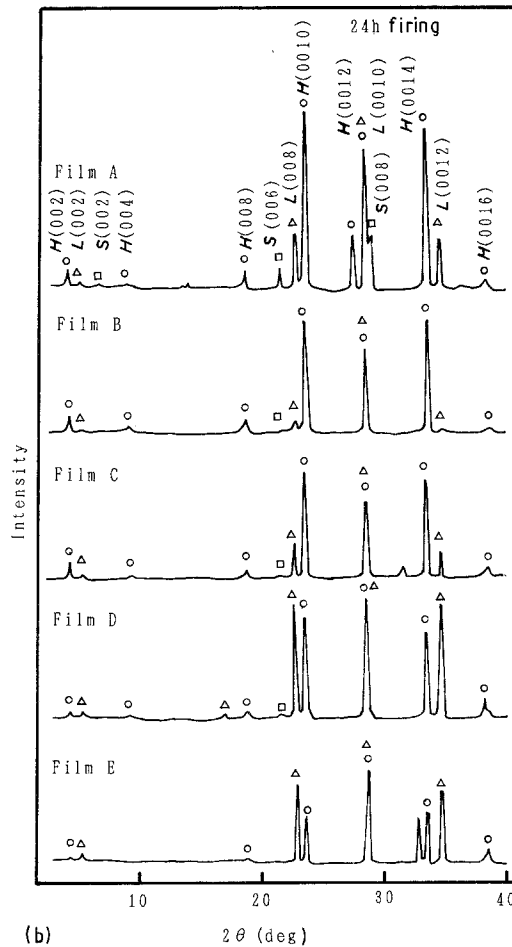 24h firing
Film A
H(002)
L(002)
S(002)
H(004)
H(008)
S(006)
L(008)
H(0010)
H(0012)
L(0010)
S(008)
H(0014)
L(0012)
H(0016)
Film B
Film C
Film D
Film E
Intensity
10 20 30 40
(b) 2θ (deg)